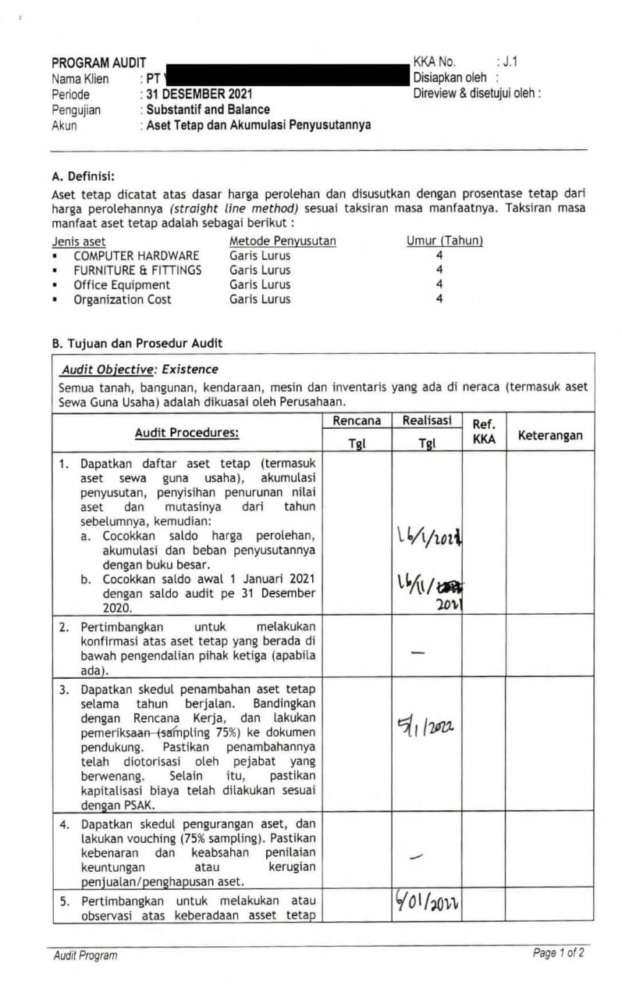 PROGRAM AUDIT
Nama Klien : PT
Periode : 31 DESEMBER 2021
Pengujian : Substantif and Balance
Akun : Aset Tetap dan Akumulasi Penyusutannya
KKA No. : J.1
Disiapkan oleh :
Direview & disetujui oleh :
A. Definisi:
Aset tetap dicatat atas dasar harga perolehan dan disusutkan dengan prosentase tetap dari
harga perolehannya (straight line method) sesuai taksiran masa manfaatnya. Taksiran masa
manfaat aset tetap adalah sebagai berikut :
Jenis aset Metode Penyusutan Umur (Tahun)
▪ COMPUTER HARDWARE Garis Lurus 4
▪ FURNITURE & FITTINGS Garis Lurus 4
▪ Office Equipment Garis Lurus 4
▪ Organization Cost Garis Lurus 4
B. Tujuan dan Prosedur Audit
Audit Objective: Existence
Semua tanah, bangunan, kendaraan, mesin dan inventaris yang ada di neraca (termasuk aset
Sewa Guna Usaha) adalah dikuasai oleh Perusahaan.
Audit Procedures: Rencana Tgl Realisasi Tgl Ref. KKA Keterangan
1. Dapatkan daftar aset tetap (termasuk
aset sewa guna usaha), akumulasi
penyusutan, penyisihan penurunan nilai
aset dan mutasinya dari tahun
sebelumnya, kemudian:
a. Cocokkan saldo harga perolehan,
akumulasi dan beban penyusutannya
dengan buku besar.
b. Cocokkan saldo awal 1 Januari 2021
dengan saldo audit pe 31 Desember
2020.
16/11/
2021
2. Pertimbangkan untuk melakukan
konfirmasi atas aset tetap yang berada di
bawah pengendalian pihak ketiga (apabila
ada).
—
3. Dapatkan skedul penambahan aset tetap
selama tahun berjalan. Bandingkan
dengan Rencana Kerja, dan lakukan
pemeriksaan (sampling 75%) ke dokumen
pendukung. Pastikan penambahannya
telah diotorisasi oleh pejabat yang
berwenang. Selain itu, pastikan
kapitalisasi biaya telah dilakukan sesuai
dengan PSAK.
5/1/2022
4. Dapatkan skedul pengurangan aset, dan
lakukan vouching (75% sampling). Pastikan
kebenaran dan keabsahan penilaian
keuntungan atau kerugian
penjualan/penghapusan aset.
—
5. Pertimbangkan untuk melakukan atau
observasi atas keberadaan asset tetap
6/01/2022
Audit Program
Page 1 of 2